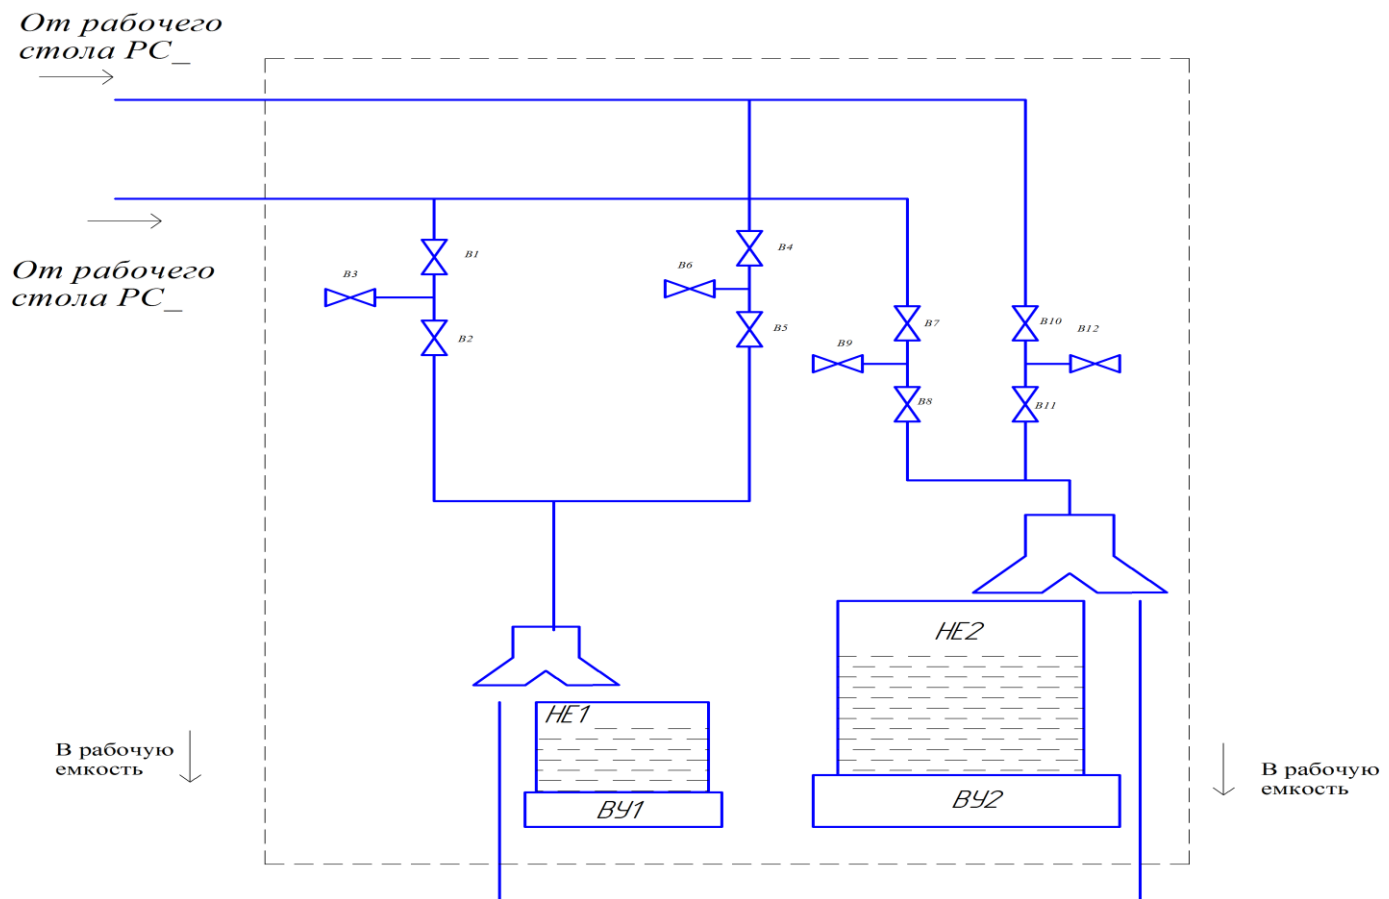 От рабочего
стола РС_
От рабочего
стола РС_
В1
В4
В3
В6
В2
В5
В7
В10
В12
В9
В8
В11
НЕ2
НЕ1
В рабочую
емкость
В рабочую
емкость
ВУ2
ВУ1